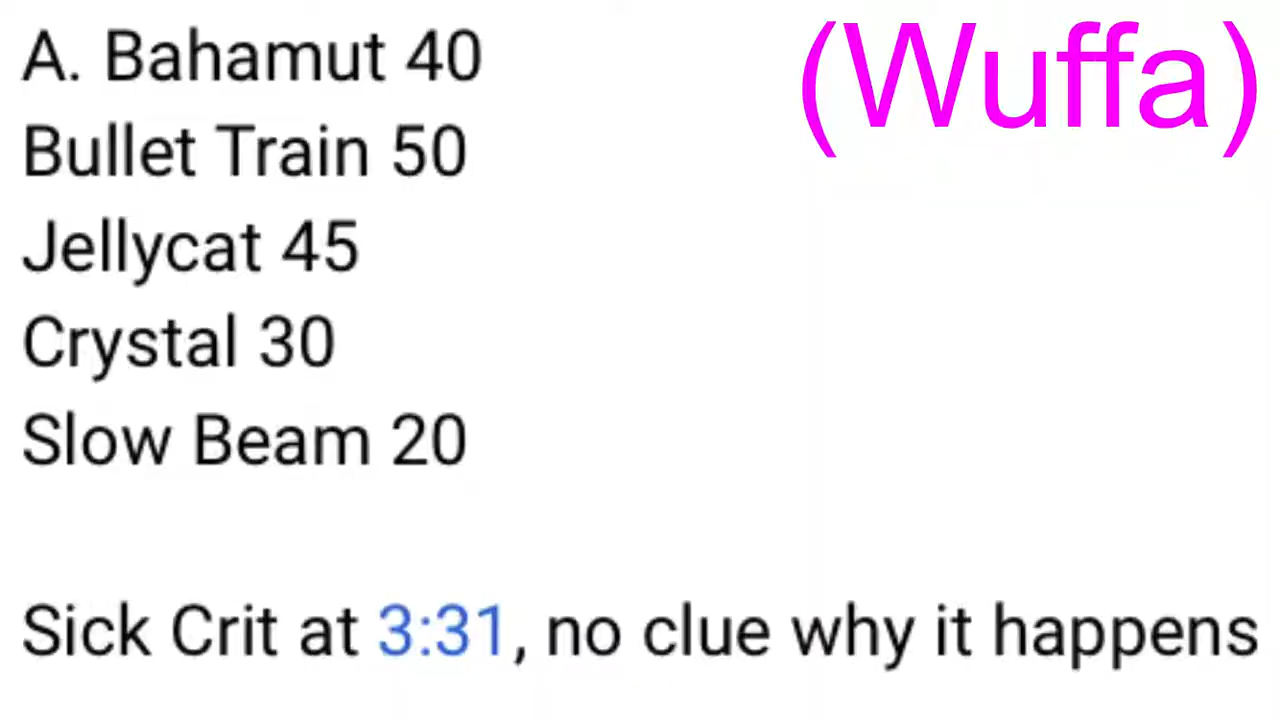 A. Bahamut 40
(Wuffa)
Bullet Train 50
Jellycat 45
Crystal 30
Slow Beam 20
Sick Crit at 3:31, no clue why it happens